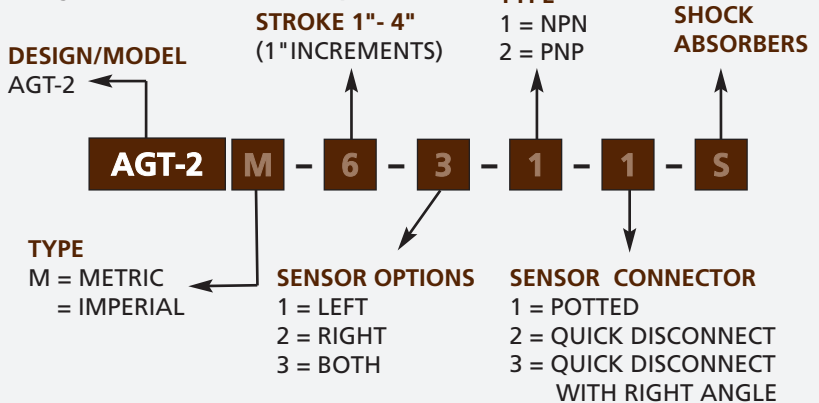 STROKE 1"- 4"
(1"INCREMENTS)
1 = NPN
2 = PNP
SHOCK
ABSORBERS
DESIGN/MODEL
AGT-2
AGT-2 M - 6 - 3 - 1 - 1 - S
TYPE
M = METRIC
= IMPERIAL
SENSOR OPTIONS
1 = LEFT
2 = RIGHT
3 = BOTH
SENSOR CONNECTOR
1 = POTTED
2 = QUICK DISCONNECT
3 = QUICK DISCONNECT
WITH RIGHT ANGLE